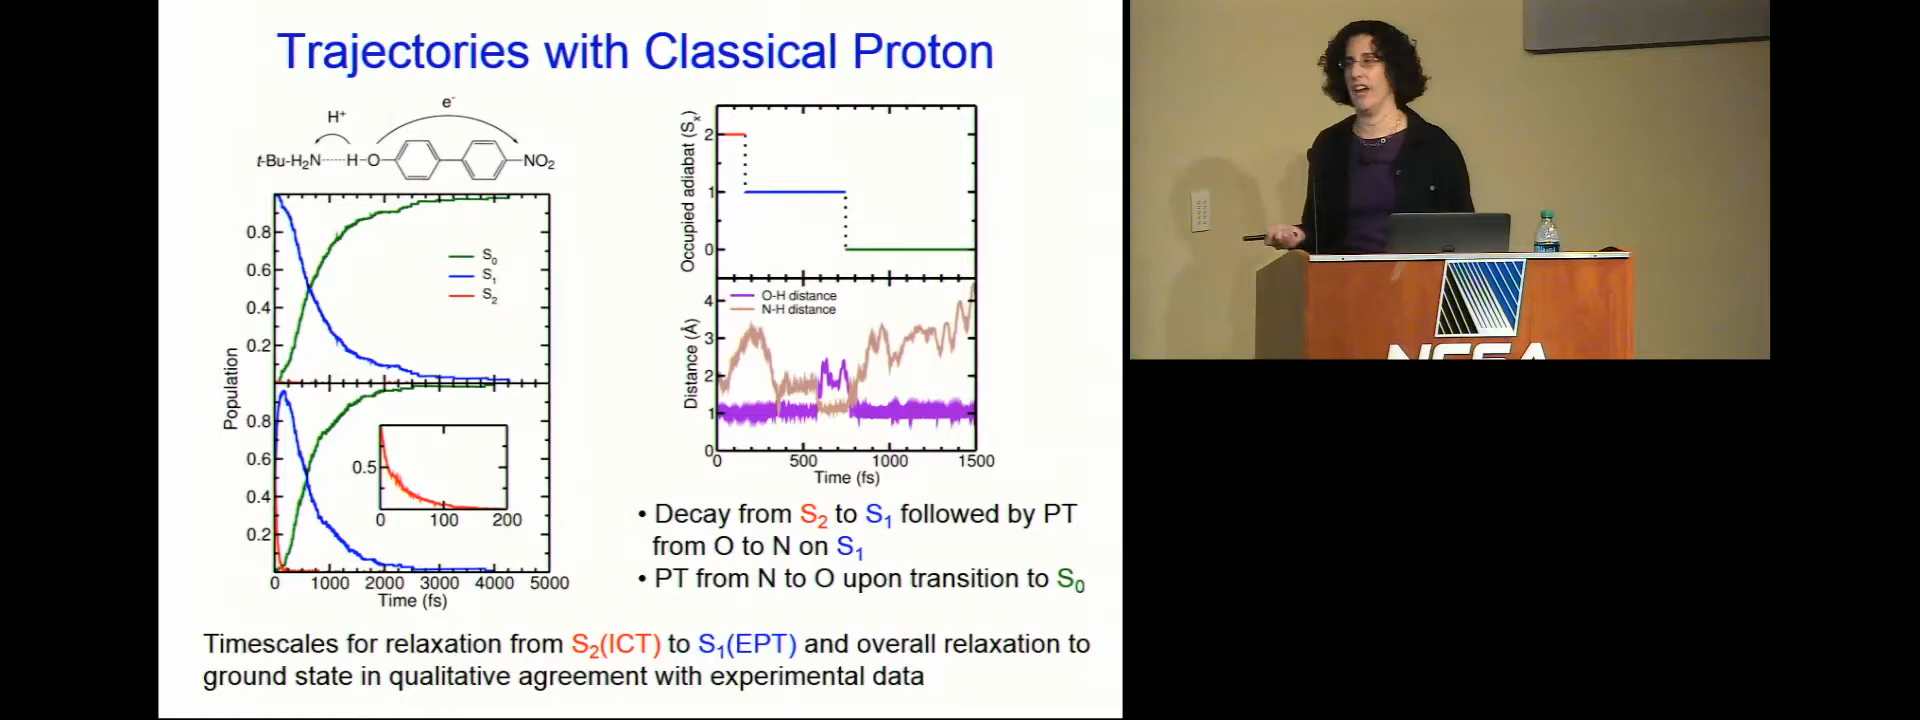 Trajectories with Classical Proton
e-
H+
t-Bu-H2N H-O NO2
Population
0.8
0.6
0.4
0.2
S0
S1
S2
0.8
0.6
0.4
0.2
0.5
0 100 200
0 1000 2000 3000 4000 5000
Time (fs)
Occupied adiabat (Sx)
2
1
0
Distance (Å)
4
3
2
1
0
O-H distance
N-H distance
0 500 1000 1500
Time (fs)
• Decay from S2 to S1 followed by PT
from O to N on S1
• PT from N to O upon transition to S0
Timescales for relaxation from S2(ICT) to S1(EPT) and overall relaxation to
ground state in qualitative agreement with experimental data
NCSA